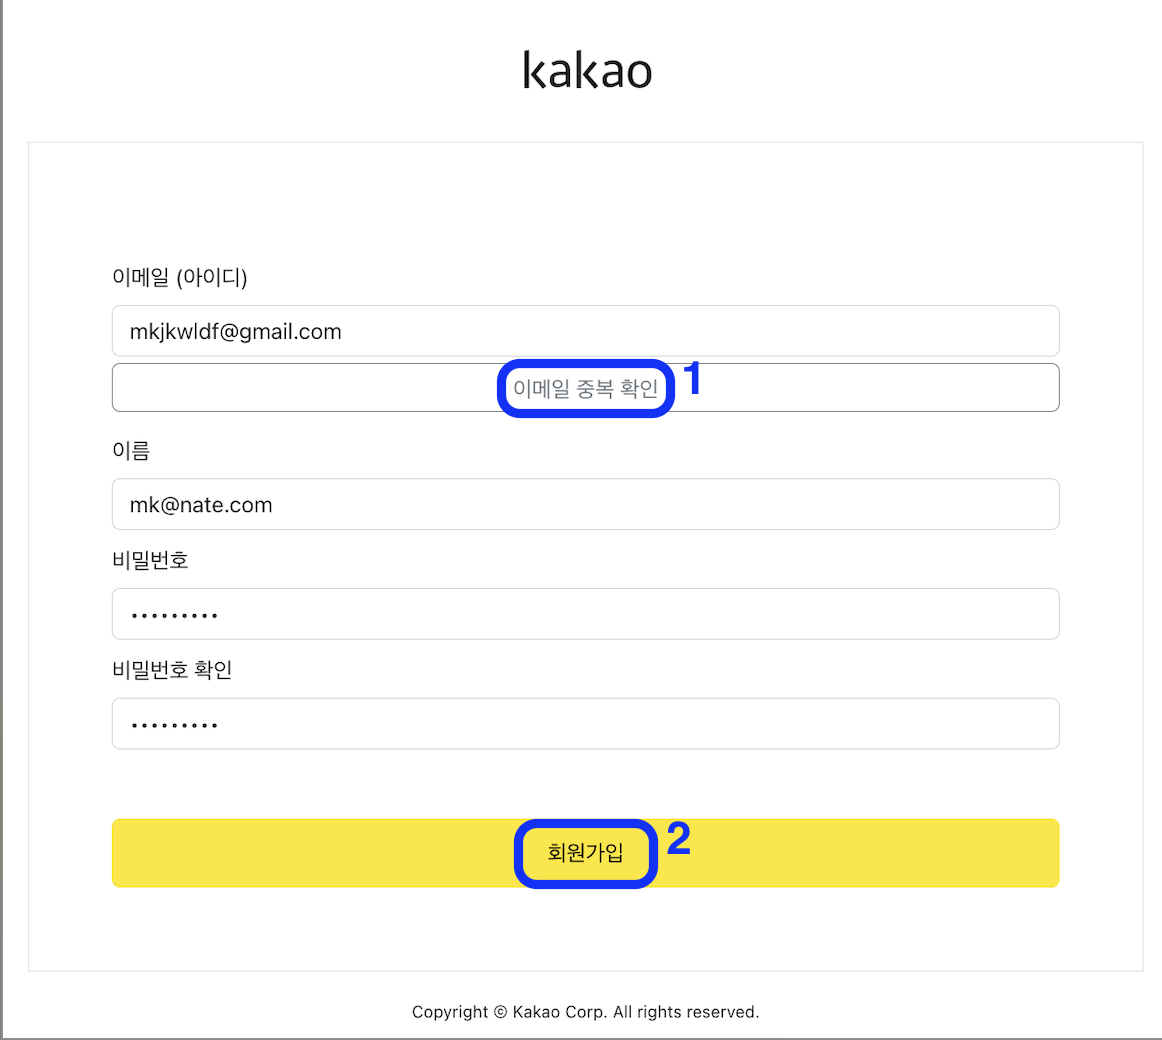 kakao
이메일 (아이디)
mkjkwldf@gmail.com
이메일 중복 확인 1
이름
mk@nate.com
비밀번호
•••••••••
비밀번호 확인
•••••••••
회원가입 2
Copyright © Kakao Corp. All rights reserved.